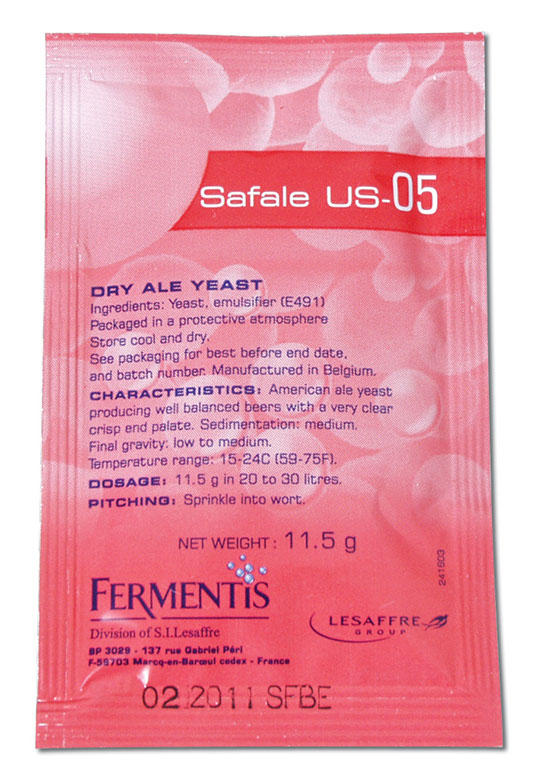 Safale US-05
DRY ALE YEAST
Ingredients: Yeast, emulsifier (E491)
Packaged in a protective atmosphere
Store cool and dry.
See packaging for best before end date,
and batch number. Manufactured in Belgium.
CHARACTERISTICS: American ale yeast
producing well balanced beers with a very clear
crisp end palate. Sedimentation: medium.
Final gravity: low to medium.
Temperature range: 15-24C (59-75F).
DOSAGE: 11.5 g in 20 to 30 litres.
PITCHING: Sprinkle into wort.
NET WEIGHT: 11.5 g
241603
FERMENTIS
Division of S.I.Lesaffre
LESAFFRE
GROUP
BP 3029 - 137 rue Gabriel Péri
F-59703 Marcq-en-Barœul cedex - France
02 2011 SFBE